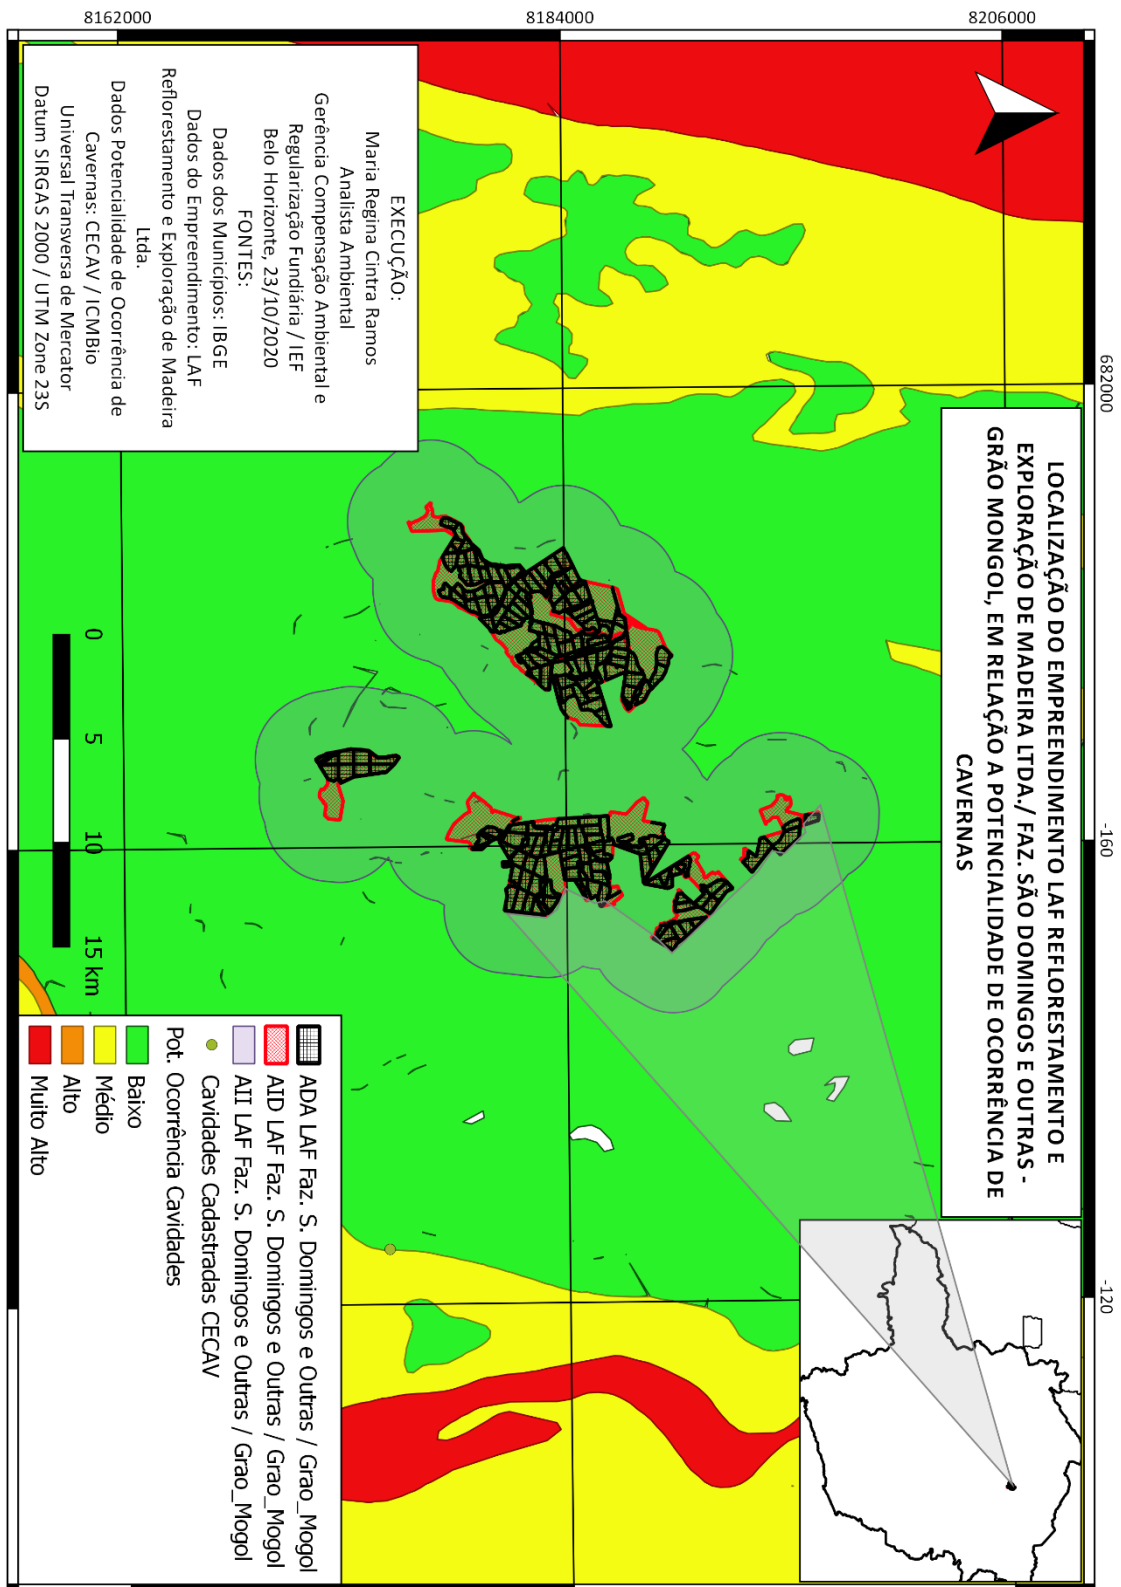 LOCALIZAÇÃO DO EMPREENDIMENTO LAF REFLORESTAMENTO E
EXPLORAÇÃO DE MADEIRA LTDA./ FAZ. SÃO DOMINGOS E OUTRAS -
GRÃO MONGOL, EM RELAÇÃO A POTENCIALIDADE DE OCORRÊNCIA DE
CAVERNAS
682000
-160
-120
8206000
8184000
8162000
EXECUÇÃO:
Maria Regina Cintra Ramos
Analista Ambiental
Gerência Compensação Ambiental e
Regularização Fundiária / IEF
Belo Horizonte, 23/10/2020
FONTES:
Dados dos Municípios: IBGE
Dados do Empreendimento: LAF
Reflorestamento e Exploração de Madeira
Ltda.
Dados Potencialidade de Ocorrência de
Cavernas: CECAV / ICMBio
Universal Transversa de Mercator
Datum SIRGAS 2000 / UTM Zone 23S
0 5 10 15 km
ADA LAF Faz. S. Domingos e Outras / Grao_Mogol
AID LAF Faz. S. Domingos e Outras / Grao_Mogol
AII LAF Faz. S. Domingos e Outras / Grao_Mogol
Cavidades Cadastradas CECAV
Pot. Ocorrência Cavidades
Baixo
Médio
Alto
Muito Alto